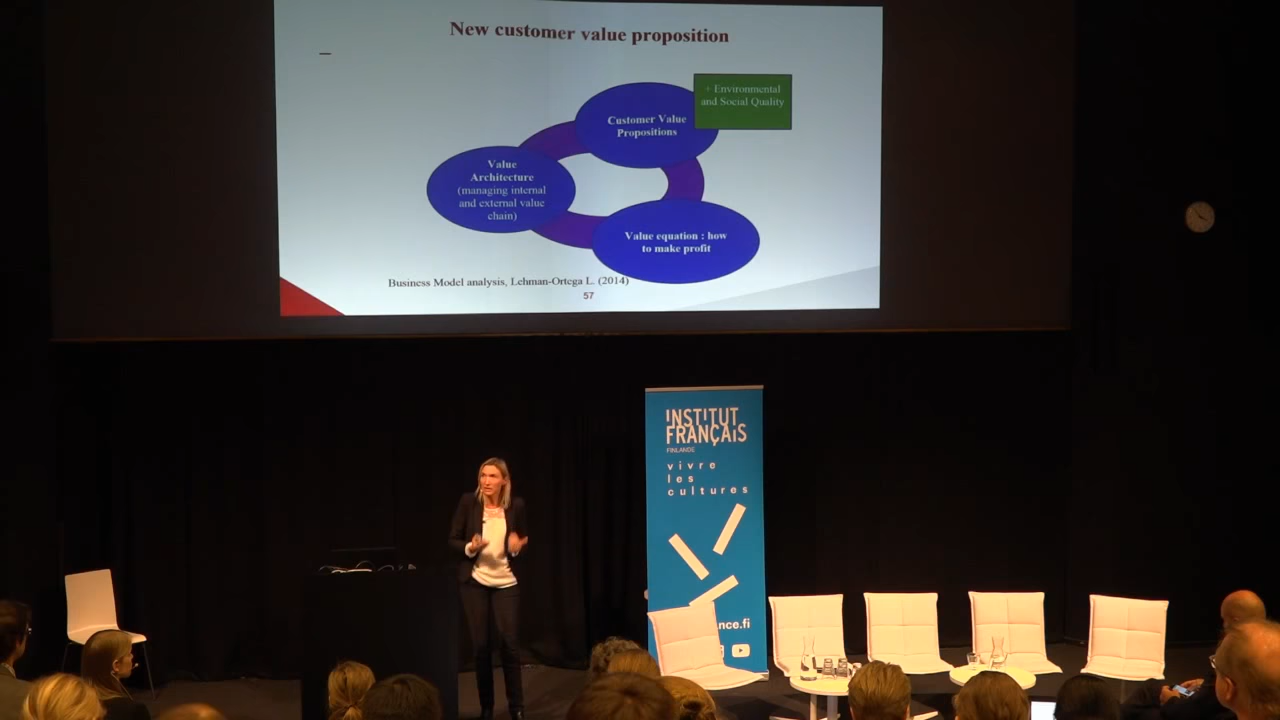 New customer value proposition
+ Environmental
and Social Quality
Customer Value
Propositions
Value
Architecture
(managing internal
and external value
chain)
Value equation : how
to make profit
Business Model analysis, Lehman-Ortega L. (2014)
57
INSTITUT
FRANÇAIS
FINLANDE
vivre
les
cultures
nce.fi